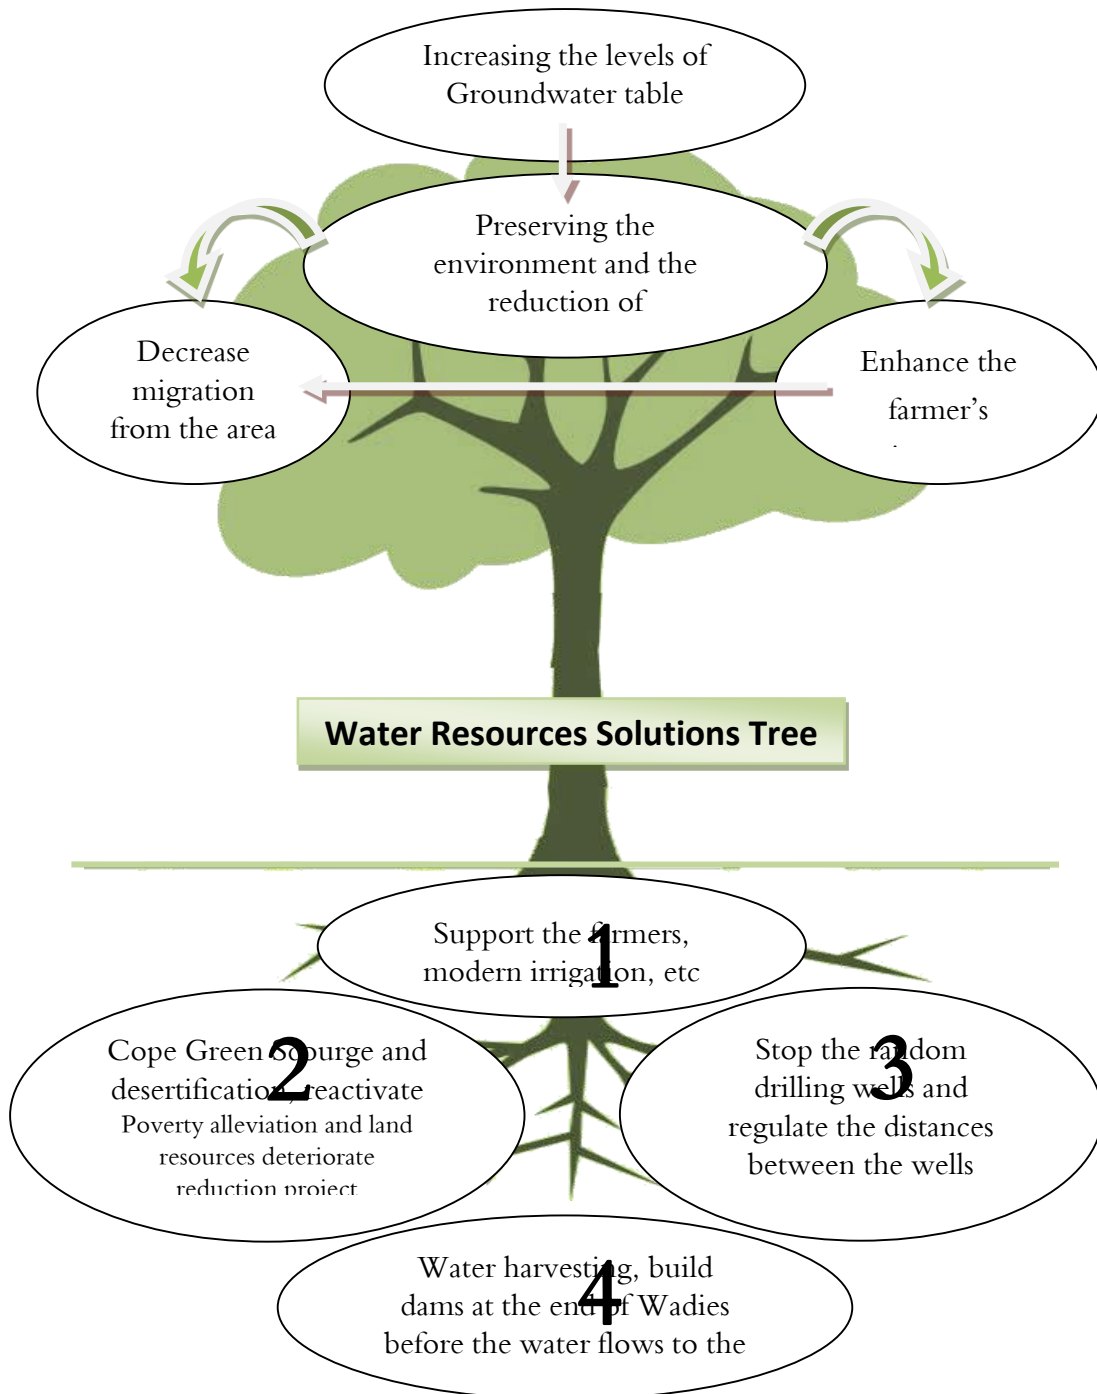 Increasing the levels of
Groundwater table
Preserving the
environment and the
reduction of
Decrease
migration
from the area
Enhance the
farmer’s
Water Resources Solutions Tree
1
Support the farmers,
modern irrigation, etc
2
Cope Green Scourge and
desertification, reactivate
Poverty alleviation and land
resources deteriorate
reduction project
3
Stop the random
drilling wells and
regulate the distances
between the wells
4
Water harvesting, build
dams at the end of Wadies
before the water flows to the